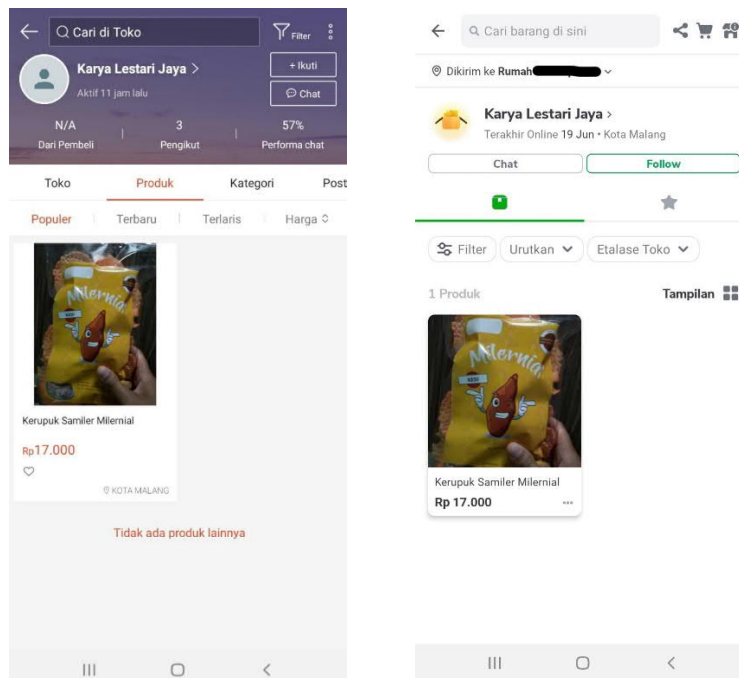 Cari di Toko
Filter
Karya Lestari Jaya >
Aktif 11 jam lalu
+ Ikuti
Chat
N/A
Dari Pembeli
3
Pengikut
57%
Performa chat
Toko
Produk
Kategori
Post
Populer
Terbaru
Terlaris
Harga
Milernial
Kerupuk Samiler Milernial
Rp17.000
KOTA MALANG
Tidak ada produk lainnya
Cari barang di sini
Dikirim ke Rumah
Karya Lestari Jaya >
Terakhir Online 19 Jun • Kota Malang
Chat
Follow
Filter
Urutkan
Etalase Toko
1 Produk
Tampilan
Milernial
Kerupuk Samiler Milernial
Rp 17.000